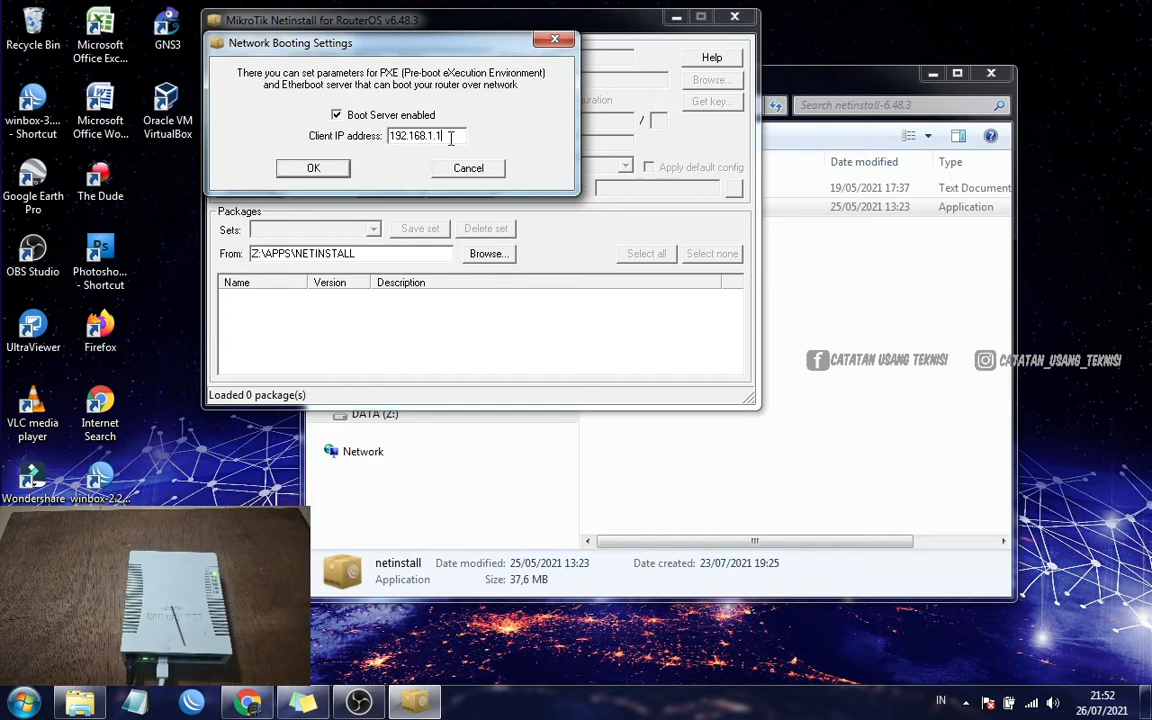 Recycle Bin
Microsoft
Office Exc...
GNS3
winbox-3....
- Shortcut
Microsoft
Office Wo...
Oracle VM
VirtualBox
Google Earth
Pro
The Dude
OBS Studio
Photosho...
- Shortcut
UltraViewer
Firefox
VLC media
player
Internet
Search
Wondershare
winbox-2.2...
MikroTik Netinstall for RouterOS v6.48.3
Network Booting Settings
There you can set parameters for PXE (Pre-boot eXecution Environment)
and Etherboot server that can boot your router over network
Boot Server enabled
Client IP address: 192.168.1.1
OK
Cancel
Help
Browse...
Get key...
/
Apply default config
Packages
Sets:
Save set
Delete set
From: Z:\APPS\NETINSTALL
Browse...
Select all
Select none
Name
Version
Description
Loaded 0 package(s)
Search netinstall-6.48.3
Date modified
Type
19/05/2021 17:37
Text Document
25/05/2021 13:23
Application
CATATAN USANG TEKNISI
CATATAN_USANG_TEKNISI
DATA (Z:)
Network
netinstall
Date modified: 25/05/2021 13:23
Date created: 23/07/2021 19:25
Application
Size: 37,6 MB
IN
21:52
26/07/2021